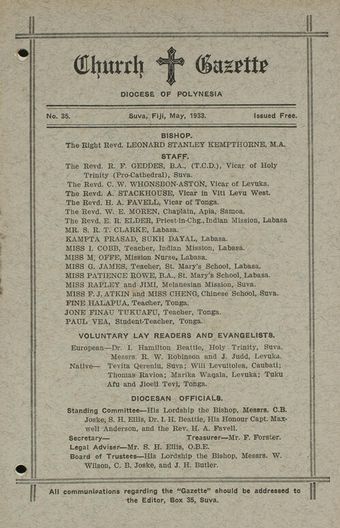 Church Gazette
DIOCESE OF POLYNESIA
No. 35. Suva, Fiji, May, 1933. Issued Free.
BISHOP.
The Right Revd. LEONARD STANLEY KEMPTHORNE, M.A.
STAFF.
The Revd. R. F. GEDDES, B.A., (T.C.D.), Vicar of Holy
Trinity (Pro-Cathedral), Suva.
The Revd. C. W. WHONSBON-ASTON, Vicar of Levuka.
The Revd. A. STACKHOUSE, Vicar in Viti Levu West.
The Revd. H. A. FAVELL, Vicar of Tonga.
The Revd. W. E. MOREN, Chaplain, Apia, Samoa.
The Revd. E. R. ELDER, Priest-in-Chg., Indian Mission, Labasa
MR. S. R. T. CLARKE, Labasa.
KAMPTA PRASAD, SUKH DAYAL, Labasa.
MISS I. COBB, Teacher, Indian Mission, Labasa.
MISS M. OFFE, Mission Nurse, Labasa.
MISS G. JAMES, Teacher, St. Mary's School, Labasa.
MISS PATIENCE ROWE, B.A., St. Mary's School, Labasa.
MISS RAPLEY and JIMI, Melanesian Mission, Suva.
MISS F. J. ATKIN and MISS CHENG, Chinese School, Suva.
FINE HALAPUA, Teacher, Tonga.
JONE FINAU TUKUAFU, Teacher, Tonga.
PAUL VEA, Student-Teacher, Tonga.
VOLUNTARY LAY READERS AND EVANGELISTS.
European—Dr. I. Hamilton Beattie, Holy Trinity, Suva.
Messrs. R. W. Robinson and J. Judd, Levuka.
Native— Tevita Qereniu, Suva; Will Levuitolea, Caubati;
Thomas Ravioa; Marika Waqala, Levuka; Tuku
Afu and Jioeli Tevi, Tonga.
DIOCESAN OFFICIALS.
Standing Committee—His Lordship the Bishop, Messrs. C.B.
Joske, S. H. Ellis, Dr. I. H. Beattie, His Honour Capt. Max-
well Anderson, and the Rev. H. A. Favell.
Secretary— Treasurer—Mr. F. Forster.
Legal Adviser—Mr. S. H. Ellis, O.B.E.
Board of Trustees—His Lordship the Bishop, Messrs. W.
Wilson, C. B. Joske, and J. H. Butler.
All communications regarding the "Gazette" should be addressed to
the Editor, Box 35, Suva.